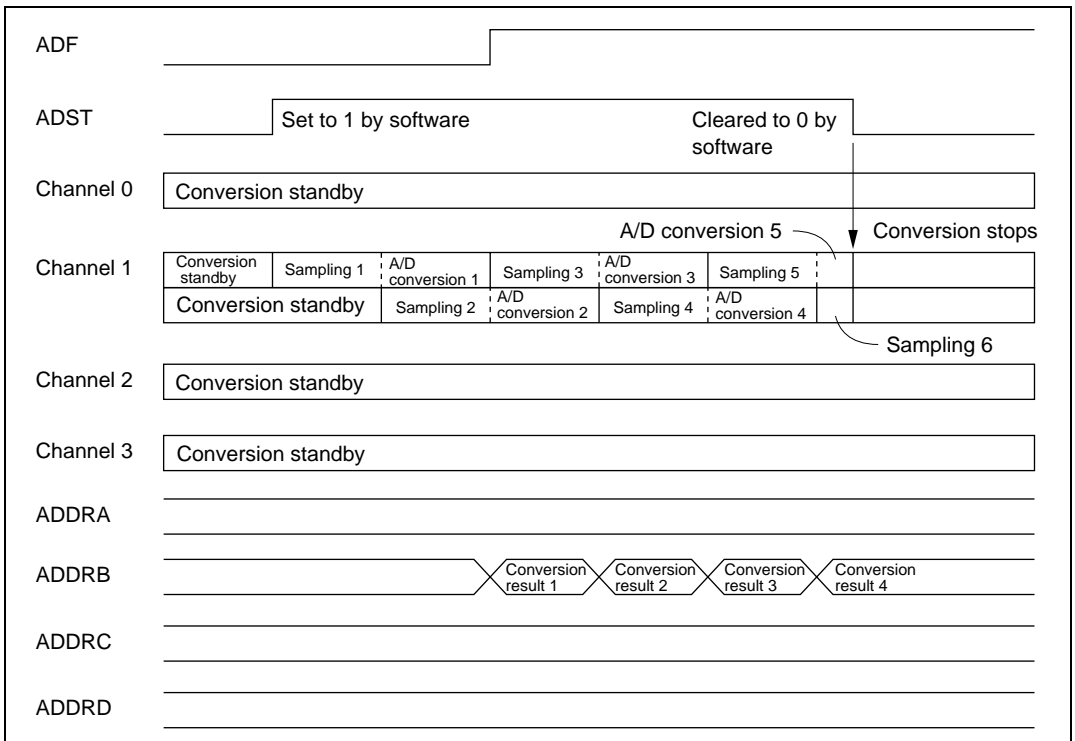 ADF
ADST
Set to 1 by software
Cleared to 0 by
software
Channel 0
Conversion standby
A/D conversion 5
Conversion stops
Channel 1
Conversion
standby
Sampling 1
A/D
conversion 1
Sampling 3
A/D
conversion 3
Sampling 5
Conversion standby
Sampling 2
A/D
conversion 2
Sampling 4
A/D
conversion 4
Sampling 6
Channel 2
Conversion standby
Channel 3
Conversion standby
ADDRA
ADDRB
Conversion
result 1
Conversion
result 2
Conversion
result 3
Conversion
result 4
ADDRC
ADDRD